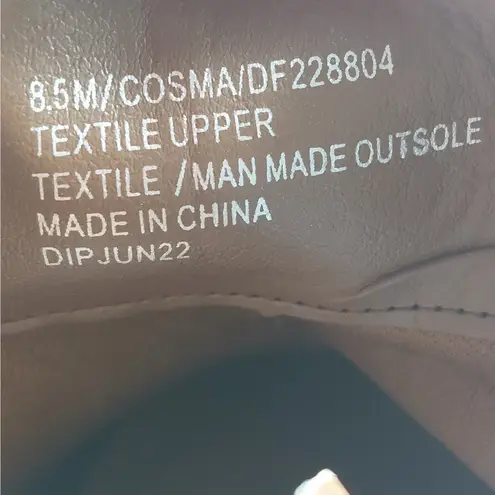 8.5M/COSMA/DF228804
TEXTILE UPPER
TEXTILE /MAN MADE OUTSOLE
MADE IN CHINA
DIPJUN22